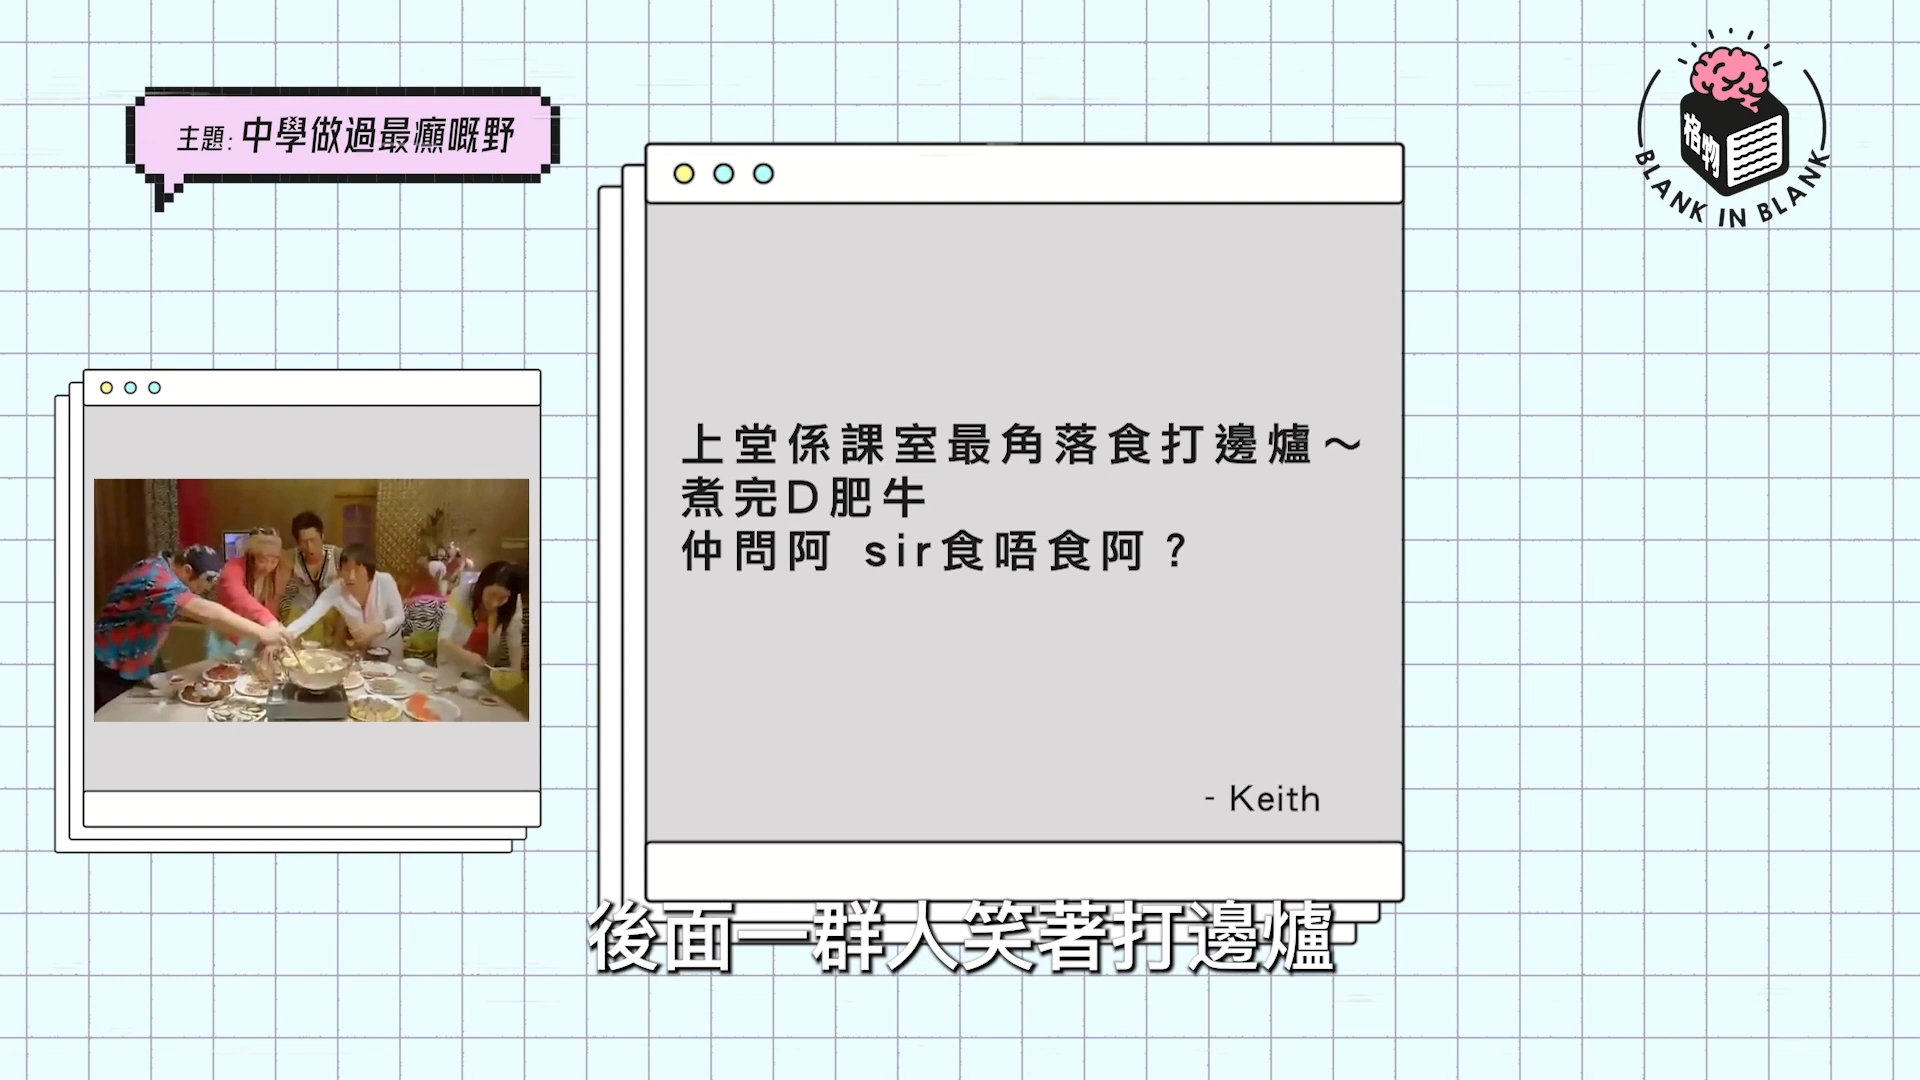 主題: 中學做過最癲嘅野
格物
BLANK IN BLANK
上堂係課室最角落食打邊爐～
煮完D肥牛
仲問阿 sir食唔食阿？
- Keith
後面一群人笑著打邊爐